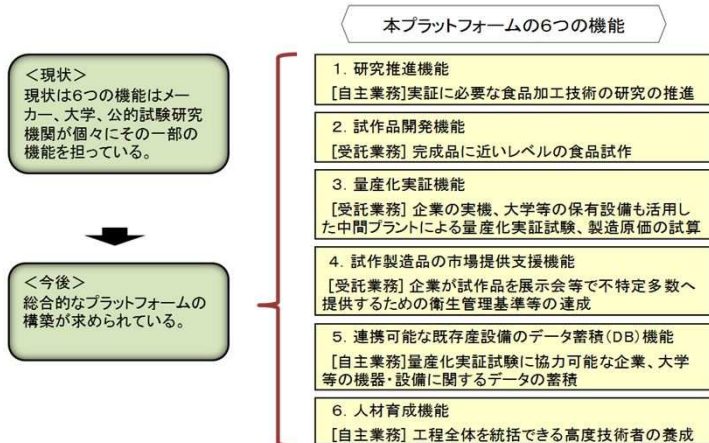 本プラットフォームの6つの機能
<現状>
現状は6つの機能はメー
カー、大学、公的試験研究
機関が個々にその一部の
機能を担っている。
<今後>
総合的なプラットフォームの
構築が求められている。
1. 研究推進機能
[自主業務]実証に必要な食品加工技術の研究の推進
2. 試作品開発機能
[受託業務] 完成品に近いレベルの食品試作
3. 量産化実証機能
[受託業務] 企業の実機、大学等の保有設備も活用し
た中間プラントによる量産化実証試験、製造原価の試算
4. 試作製造品の市場提供支援機能
[受託業務] 企業が試作品を展示会等で不特定多数へ
提供するための衛生管理基準等の達成
5. 連携可能な既存産設備のデータ蓄積(DB)機能
[自主業務]量産化実証試験に協力可能な企業、大学
等の機器・設備に関するデータの蓄積
6. 人材育成機能
[自主業務] 工程全体を統括できる高度技術者の養成